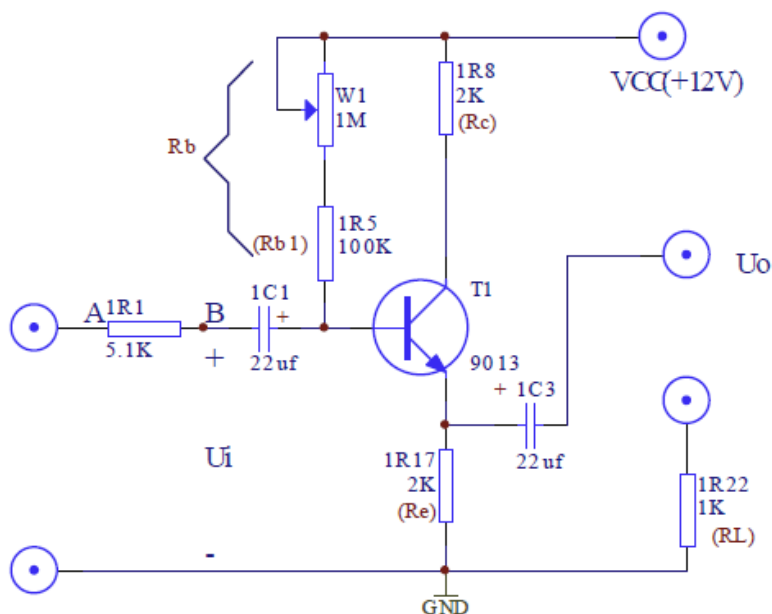 1R8
2K
(Rc)
VCC(+12V)
W1
1M
Rb
1R5
(Rb1)
100K
Uo
T1
A
1R1
B
1C1
+
5.1K
+
22uf
9013
+
1C3
22uf
Ui
1R17
2K
(Re)
1R22
1K
(RL)
-
GND